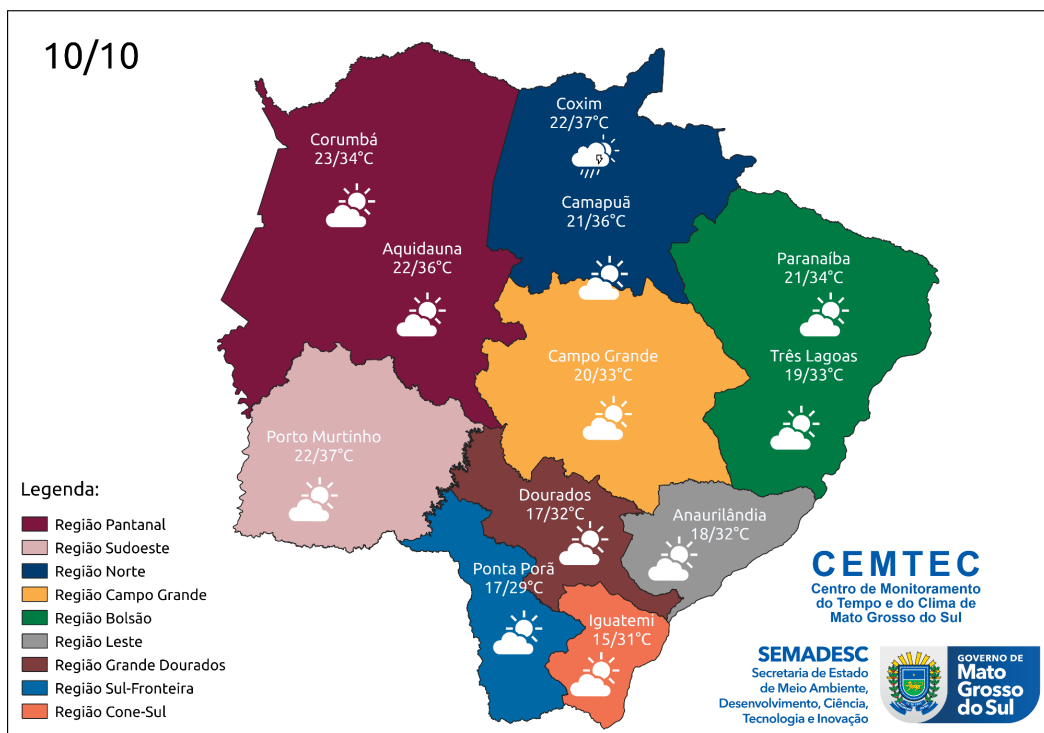 10/10
Coxim
22/37°C
Corumbá
23/34°C
Camapuã
21/36°C
Aquidauna
22/36°C
Paranaíba
21/34°C
Campo Grande
20/33°C
Três Lagoas
19/33°C
Porto Murtinho
22/37°C
Dourados
17/32°C
Anaurilândia
18/32°C
Ponta Porã
17/29°C
Iguatemi
15/31°C
Legenda:
Região Pantanal
Região Sudoeste
Região Norte
Região Campo Grande
Região Bolsão
Região Leste
Região Grande Dourados
Região Sul-Fronteira
Região Cone-Sul
CEMTEC
Centro de Monitoramento
do Tempo e do Clima de
Mato Grosso do Sul
SEMADESC
Secretaria de Estado
de Meio Ambiente,
Desenvolvimento, Ciência,
Tecnologia e Inovação
GOVERNO DE
Mato
Grosso
do Sul